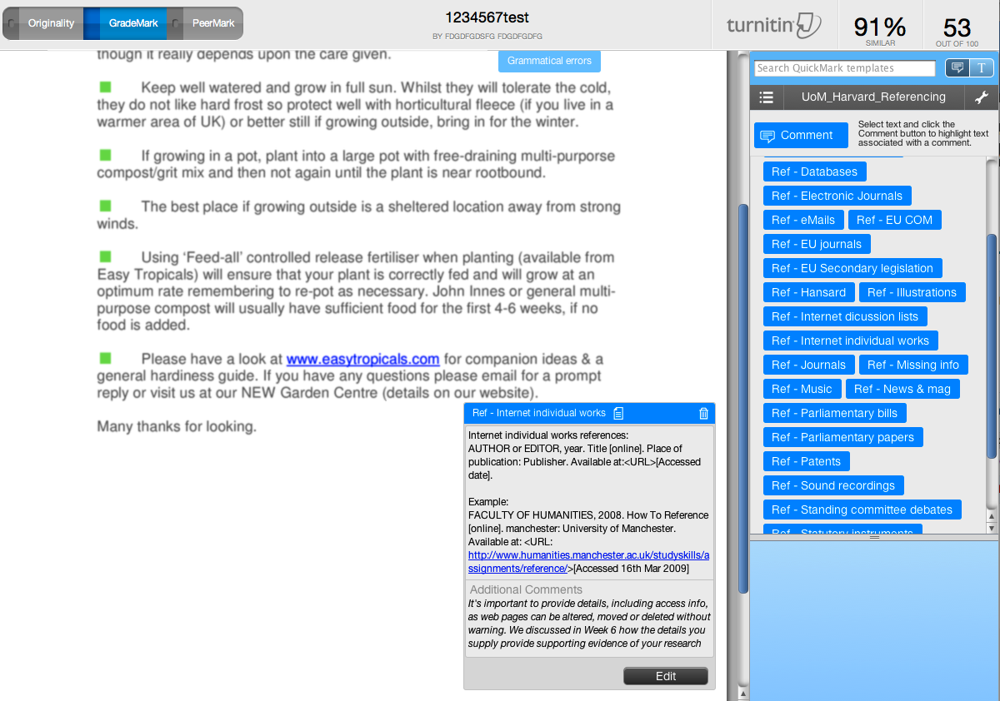 Originality
GradeMark
PeerMark
1234567test
BY FDGDFGDSFG FDGFDGFDG
turnitin
91%
SIMILAR
53
OUT OF 100
though it really depends upon the care given.
Grammatical errors
Keep well watered and grow in full sun. Whilst they will tolerate the cold,
they do not like hard frost so protect well with horticultural fleece (if you live in a
warmer area of UK) or better still if growing outside, bring in for the winter.
If growing in a pot, plant into a large pot with free-draining multi-purporse
compost/grit mix and then not again until the plant is near rootbound.
The best place if growing outside is a sheltered location away from strong
winds.
Using ‘Feed-all’ controlled release fertiliser when planting (available from
Easy Tropicals) will ensure that your plant is correctly fed and will grow at an
optimum rate remembering to re-pot as necessary. John Innes or general multi-
purpose compost will usually have sufficient food for the first 4-6 weeks, if no
food is added.
Please have a look at www.easytropicals.com for companion ideas & a
general hardiness guide. If you have any questions please email for a prompt
reply or visit us at our NEW Garden Centre (details on our website).
Many thanks for looking.
Ref - Internet individual works
Internet individual works references:
AUTHOR or EDITOR, year. Title [online]. Place of
publication: Publisher. Available at:<URL>[Accessed
date].
Example:
FACULTY OF HUMANITIES, 2008. How To Reference
[online]. manchester: University of Manchester.
Available at: <URL:
http://www.humanities.manchester.ac.uk/studyskills/a
ssignments/reference/>[Accessed 16th Mar 2009]
Additional Comments
It's important to provide details, including access info,
as web pages can be altered, moved or deleted without
warning. We discussed in Week 6 how the details you
supply provide supporting evidence of your research
Edit
Search QuickMark templates
T
UoM_Harvard_Referencing
Comment
Select text and click the
Comment button to highlight text
associated with a comment.
Ref - Databases
Ref - Electronic Journals
Ref - eMails
Ref - EU COM
Ref - EU journals
Ref - EU Secondary legislation
Ref - Hansard
Ref - Illustrations
Ref - Internet dicussion lists
Ref - Internet individual works
Ref - Journals
Ref - Missing info
Ref - Music
Ref - News & mag
Ref - Parliamentary bills
Ref - Parliamentary papers
Ref - Patents
Ref - Sound recordings
Ref - Standing committee debates
Ref - Statutory instruments